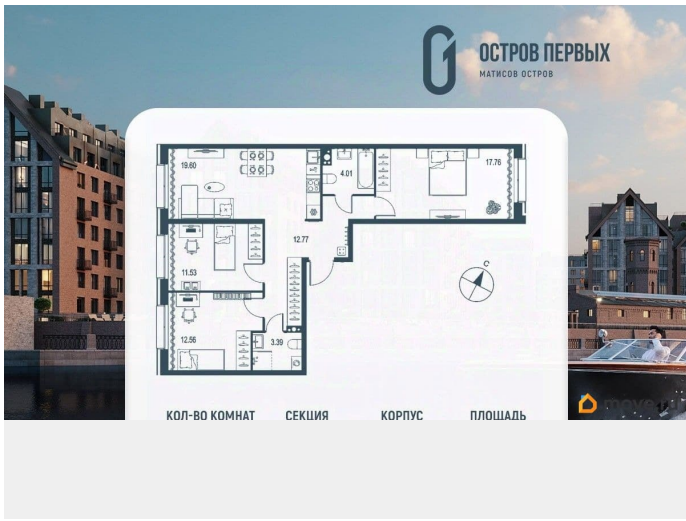 ОСТРОВ ПЕРВЫХ
МАТИСОВ ОСТРОВ
19.60
4.01
17.76
12.77
11.53
С
12.56
3.39
КОЛ-ВО КОМНАТ СЕКЦИЯ КОРПУС ПЛОЩАДЬ
move.ru